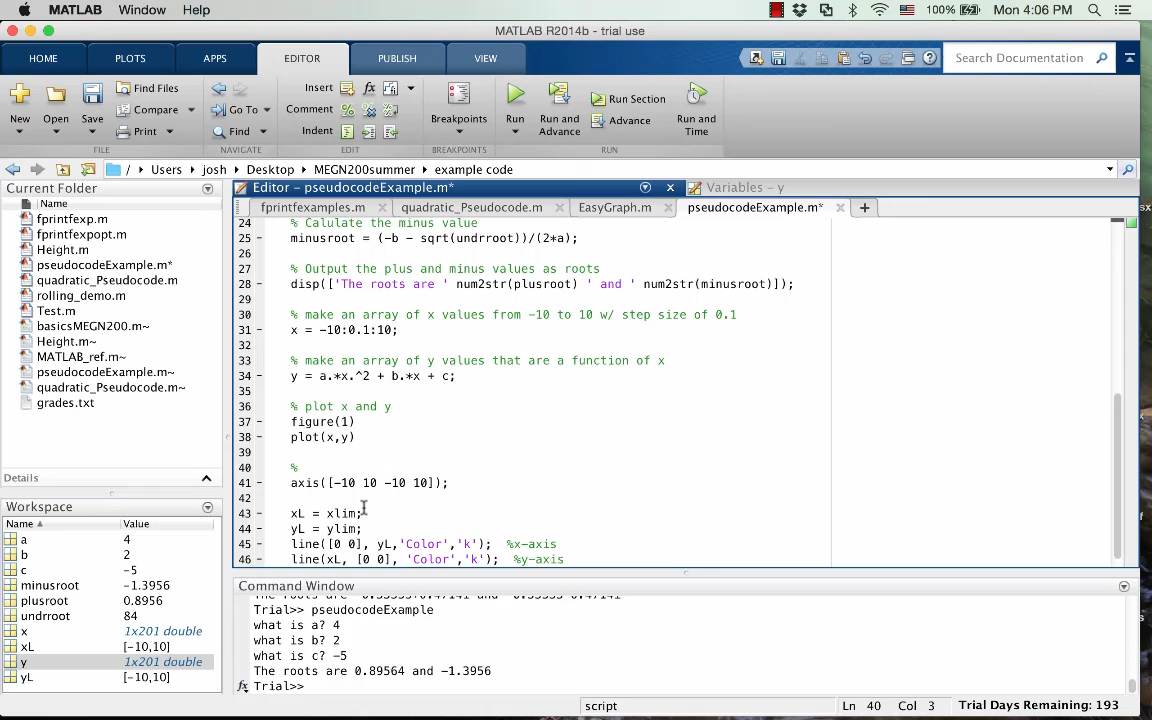 MATLAB Window Help 100% Mon 4:06 PM
MATLAB R2014b - trial use
HOME PLOTS APPS EDITOR PUBLISH VIEW Search Documentation
New Open Save Find Files Compare Print
FILE
Go To Find
NAVIGATE
Insert fx Comment % Indent
EDIT
Breakpoints
BREAKPOINTS
Run Run and Advance Run Section Advance Run and Time
RUN
/ Users josh Desktop MEGN200summer example code
Current Folder
Name
fprintfexp.m
fprintfexpopt.m
Height.m
pseudocodeExample.m*
quadratic_Pseudocode.m
rolling_demo.m
Test.m
basicsMEGN200.m~
Height.m~
MATLAB_ref.m~
pseudocodeExample.m~
quadratic_Pseudocode.m~
grades.txt
Details
Workspace
Name Value
a 4
b 2
c -5
minusroot -1.3956
plusroot 0.8956
undrroot 84
x 1x201 double
xL [-10,10]
y 1x201 double
yL [-10,10]
Editor - pseudocodeExample.m*
Variables - y
fprintfexamples.m quadratic_Pseudocode.m EasyGraph.m pseudocodeExample.m*
24 % Calulate the minus value
25 - minusroot = (-b - sqrt(undrroot))/(2*a);
26
27 % Output the plus and minus values as roots
28 - disp(['The roots are ' num2str(plusroot) ' and ' num2str(minusroot)]);
29
30 % make an array of x values from -10 to 10 w/ step size of 0.1
31 - x = -10:0.1:10;
32
33 % make an array of y values that are a function of x
34 - y = a.*x.^2 + b.*x + c;
35
36 % plot x and y
37 - figure(1)
38 - plot(x,y)
39
40 %
41 - axis([-10 10 -10 10]);
42
43 - xL = xlim;
44 - yL = ylim;
45 - line([0 0], yL,'Color','k'); %x-axis
46 - line(xL, [0 0], 'Color','k'); %y-axis
Command Window
Trial>> pseudocodeExample
what is a? 4
what is b? 2
what is c? -5
The roots are 0.89564 and -1.3956
fx Trial>>
script Ln 40 Col 3 Trial Days Remaining: 193